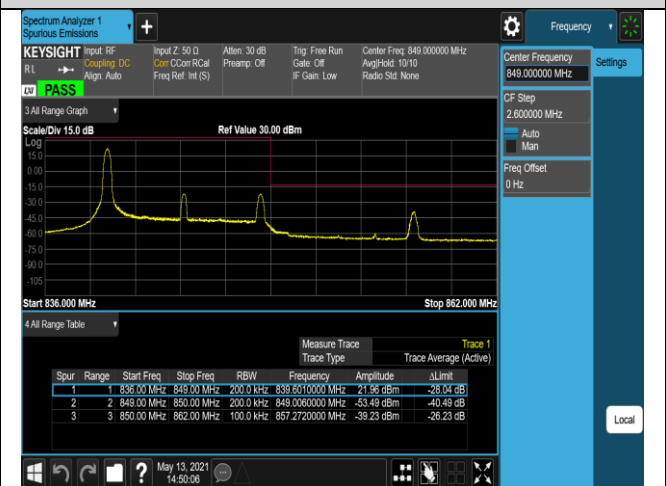 Spectrum Analyzer 1
Spurious Emissions
Frequency
KEYSIGHT Input: RF Input Z: 50 Ω Atten: 30 dB Trig: Free Run Center Freq: 849.000000 MHz
RL Coupling: DC Corr CCorr RCal Preamp: Off Gate: Off Avg|Hold: 10/10
Align: Auto Freq Ref: Int (S) IF Gain: Low Radio Std: None
LXI PASS
Center Frequency
849.000000 MHz
Settings
CF Step
2.600000 MHz
Auto
Man
Freq Offset
0 Hz
3 All Range Graph
Scale/Div 15.0 dB Ref Value 30.00 dBm
Log
15.0
0.00
-15.0
-30.0
-45.0
-60.0
-75.0
-90.0
-105
Start 836.000 MHz Stop 862.000 MHz
4 All Range Table
Measure Trace Trace 1
Trace Type Trace Average (Active)
Spur Range Start Freq Stop Freq RBW Frequency Amplitude ΔLimit
1 1 836.00 MHz 849.00 MHz 200.0 kHz 839.6010000 MHz 21.96 dBm -28.04 dB
2 2 849.00 MHz 850.00 MHz 200.0 kHz 849.0060000 MHz -53.49 dBm -40.49 dB
3 3 850.00 MHz 862.00 MHz 100.0 kHz 857.2720000 MHz -39.23 dBm -26.23 dB
Local
May 13, 2021
14:50:06